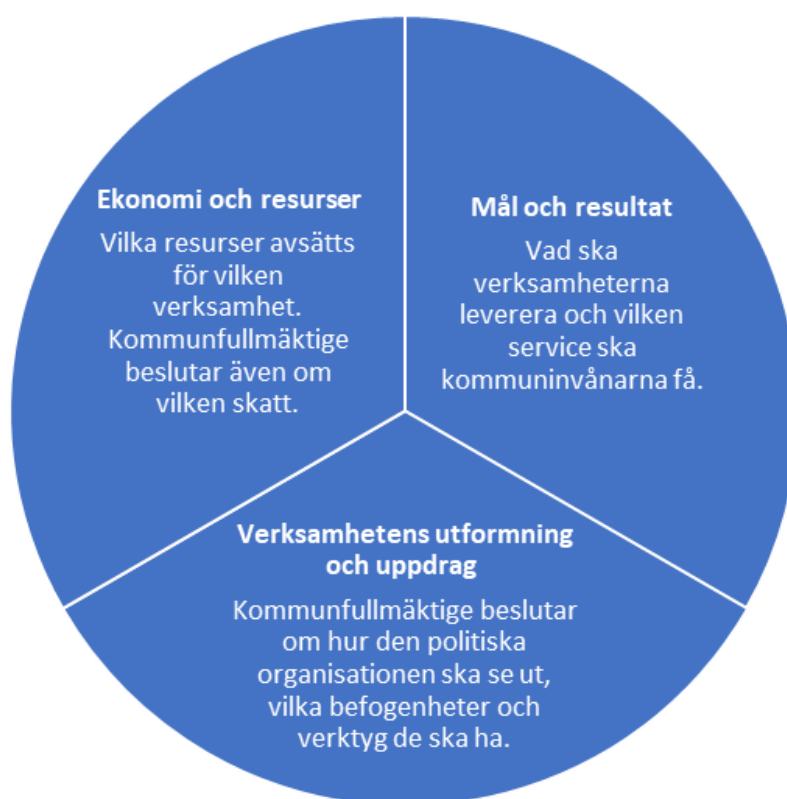 Ekonomi och resurser
Vilka resurser avsätts
för vilken
verksamhet.
Kommunfullmäktige
beslutar även om
vilken skatt.
Mål och resultat
Vad ska
verksamheterna
leverera och vilken
service ska
kommuninvånarna få.
Verksamhetens utformning
och uppdrag
Kommunfullmäktige beslutar
om hur den politiska
organisationen ska se ut,
vilka befogenheter och
verktyg de ska ha.